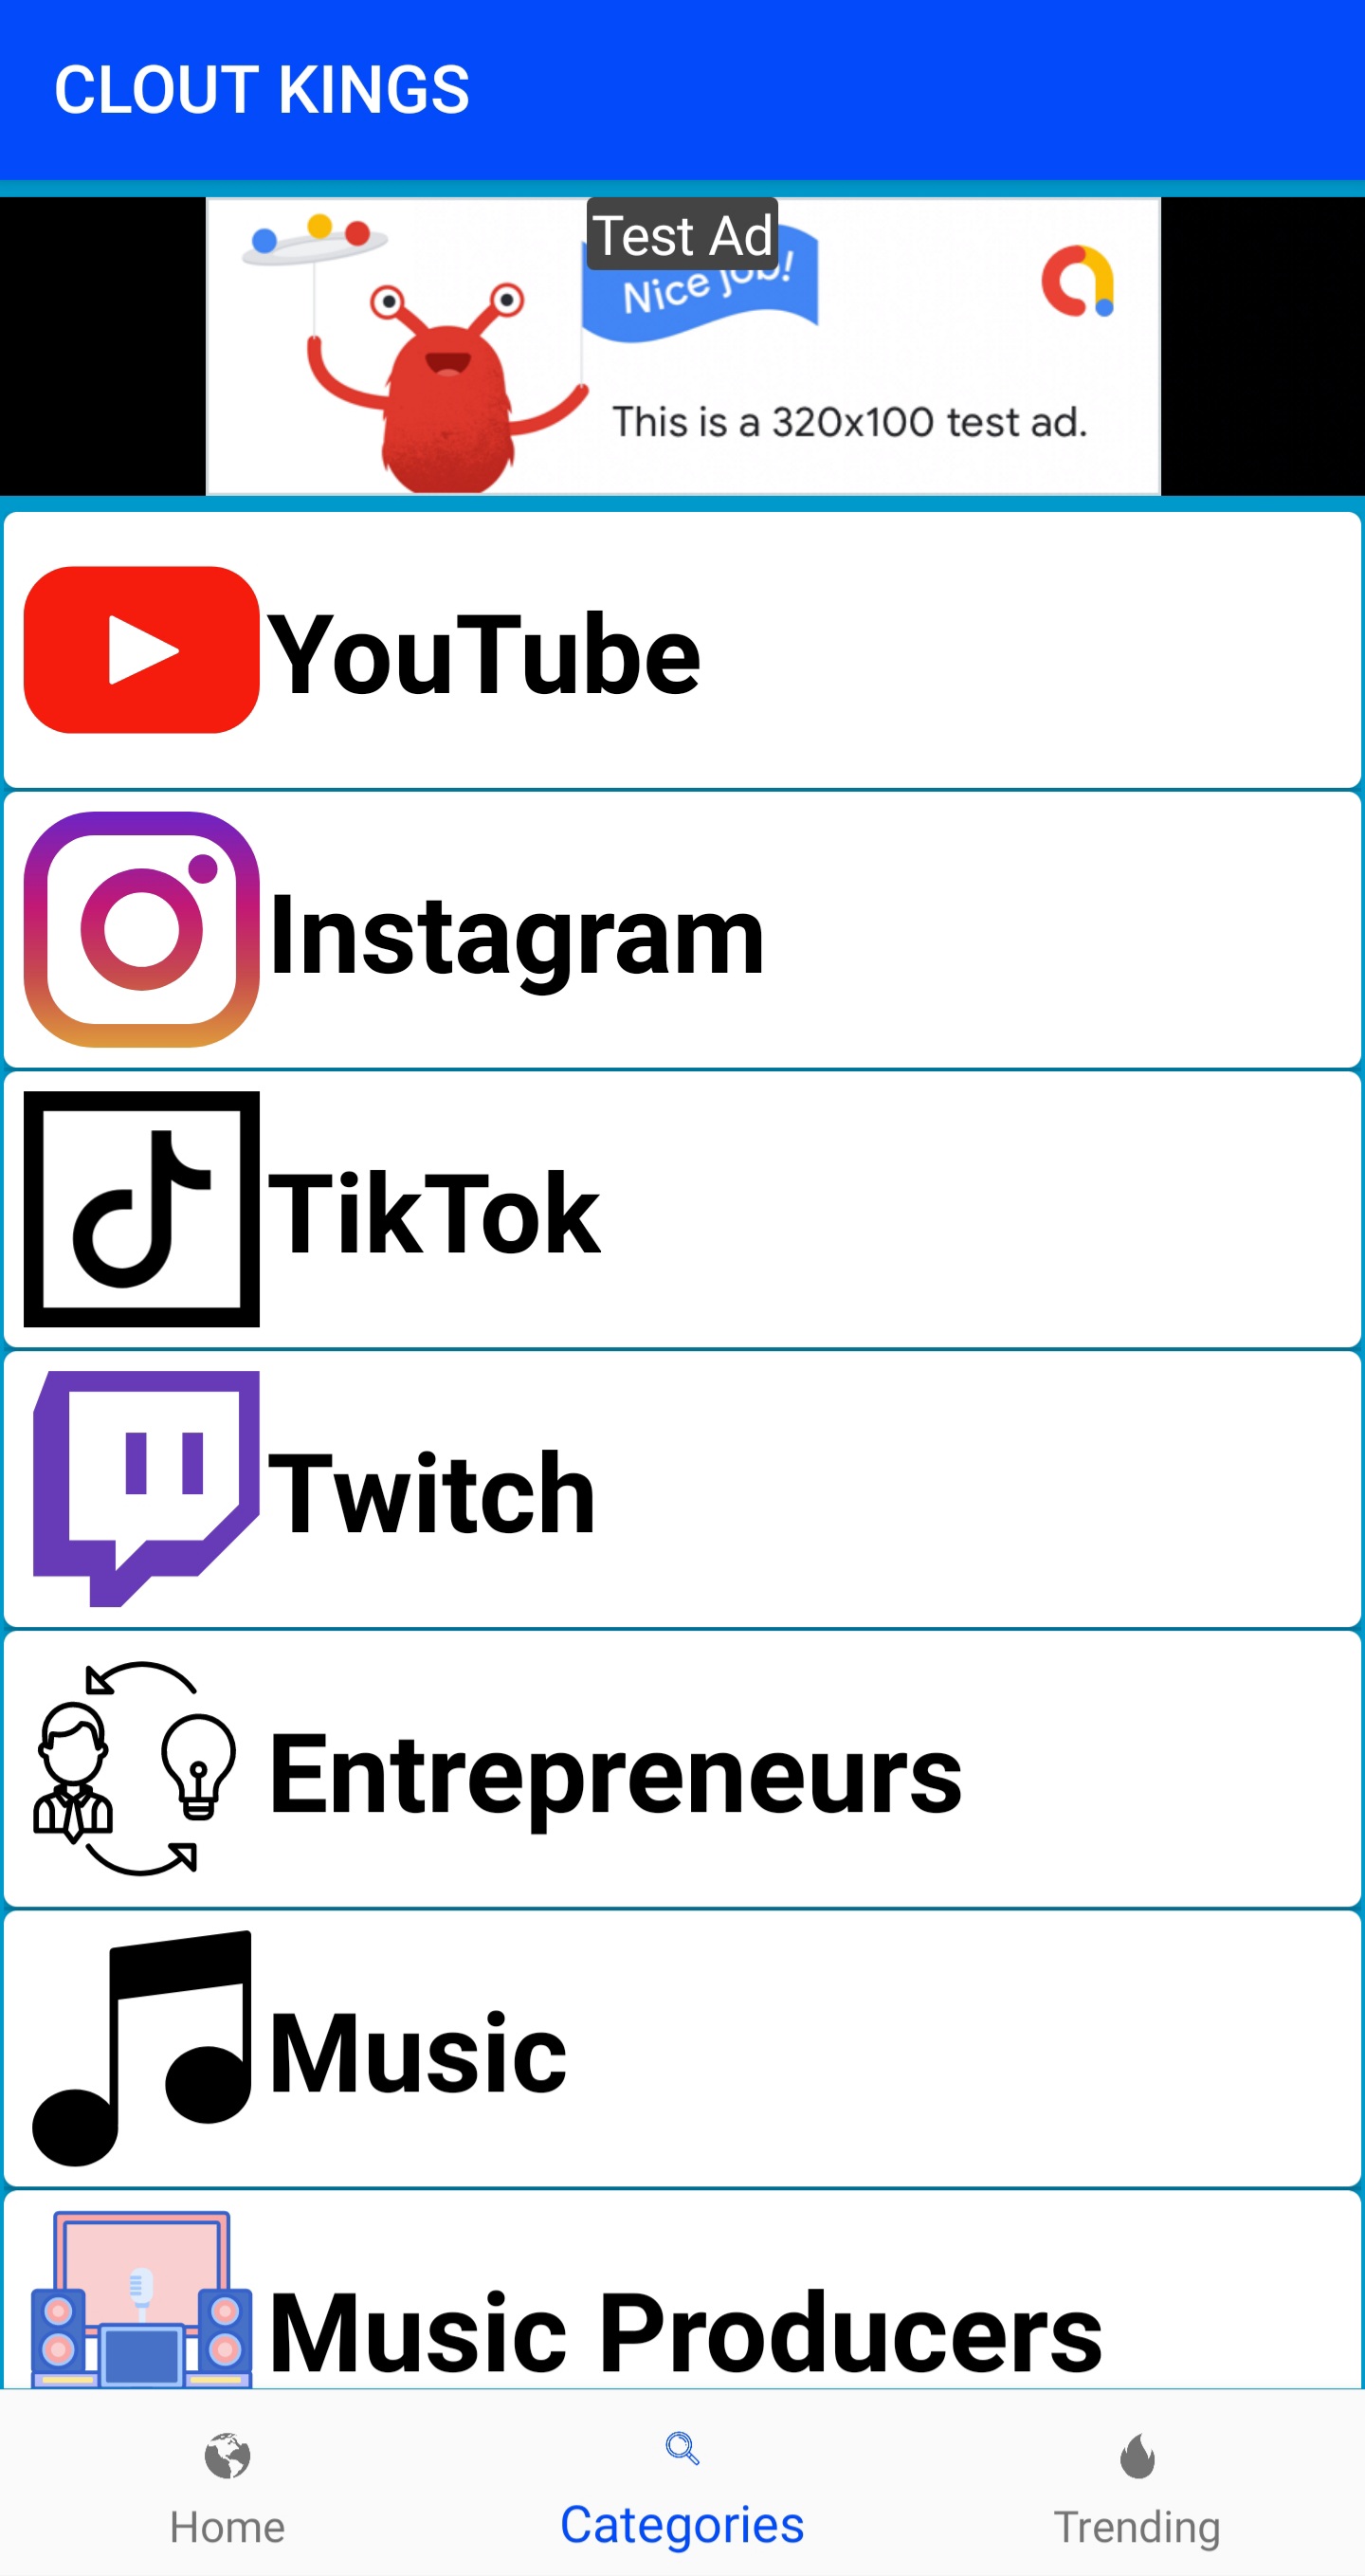 CLOUT KINGS
Test Ad
Nice job!
This is a 320x100 test ad.
YouTube
Instagram
TikTok
Twitch
Entrepreneurs
Music
Music Producers
Home
Categories
Trending